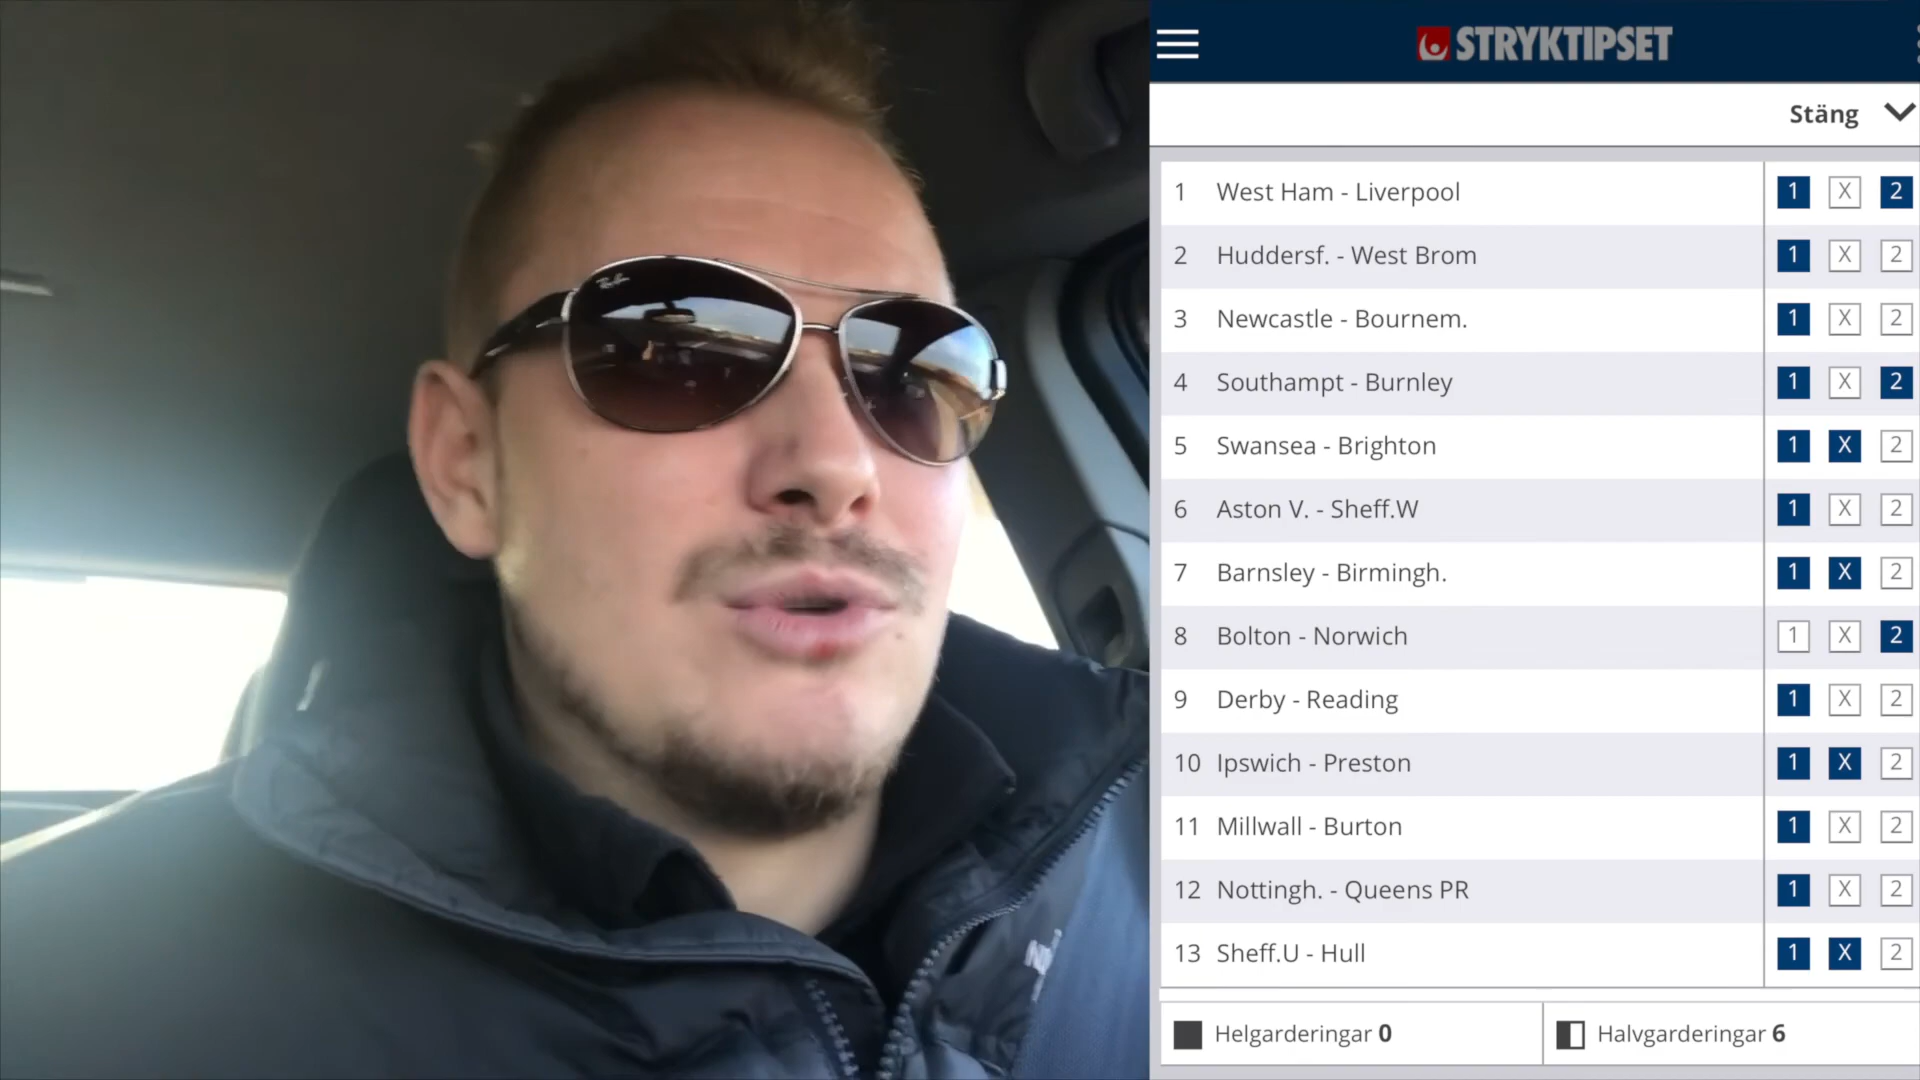 STRYKTIPSET
Stäng
1 West Ham - Liverpool 1 X 2
2 Huddersf. - West Brom 1 X 2
3 Newcastle - Bournem. 1 X 2
4 Southampt - Burnley 1 X 2
5 Swansea - Brighton 1 X 2
6 Aston V. - Sheff.W 1 X 2
7 Barnsley - Birmingh. 1 X 2
8 Bolton - Norwich 1 X 2
9 Derby - Reading 1 X 2
10 Ipswich - Preston 1 X 2
11 Millwall - Burton 1 X 2
12 Nottingh. - Queens PR 1 X 2
13 Sheff.U - Hull 1 X 2
Helgarderingar 0 Halvgarderingar 6
Ray-Ban